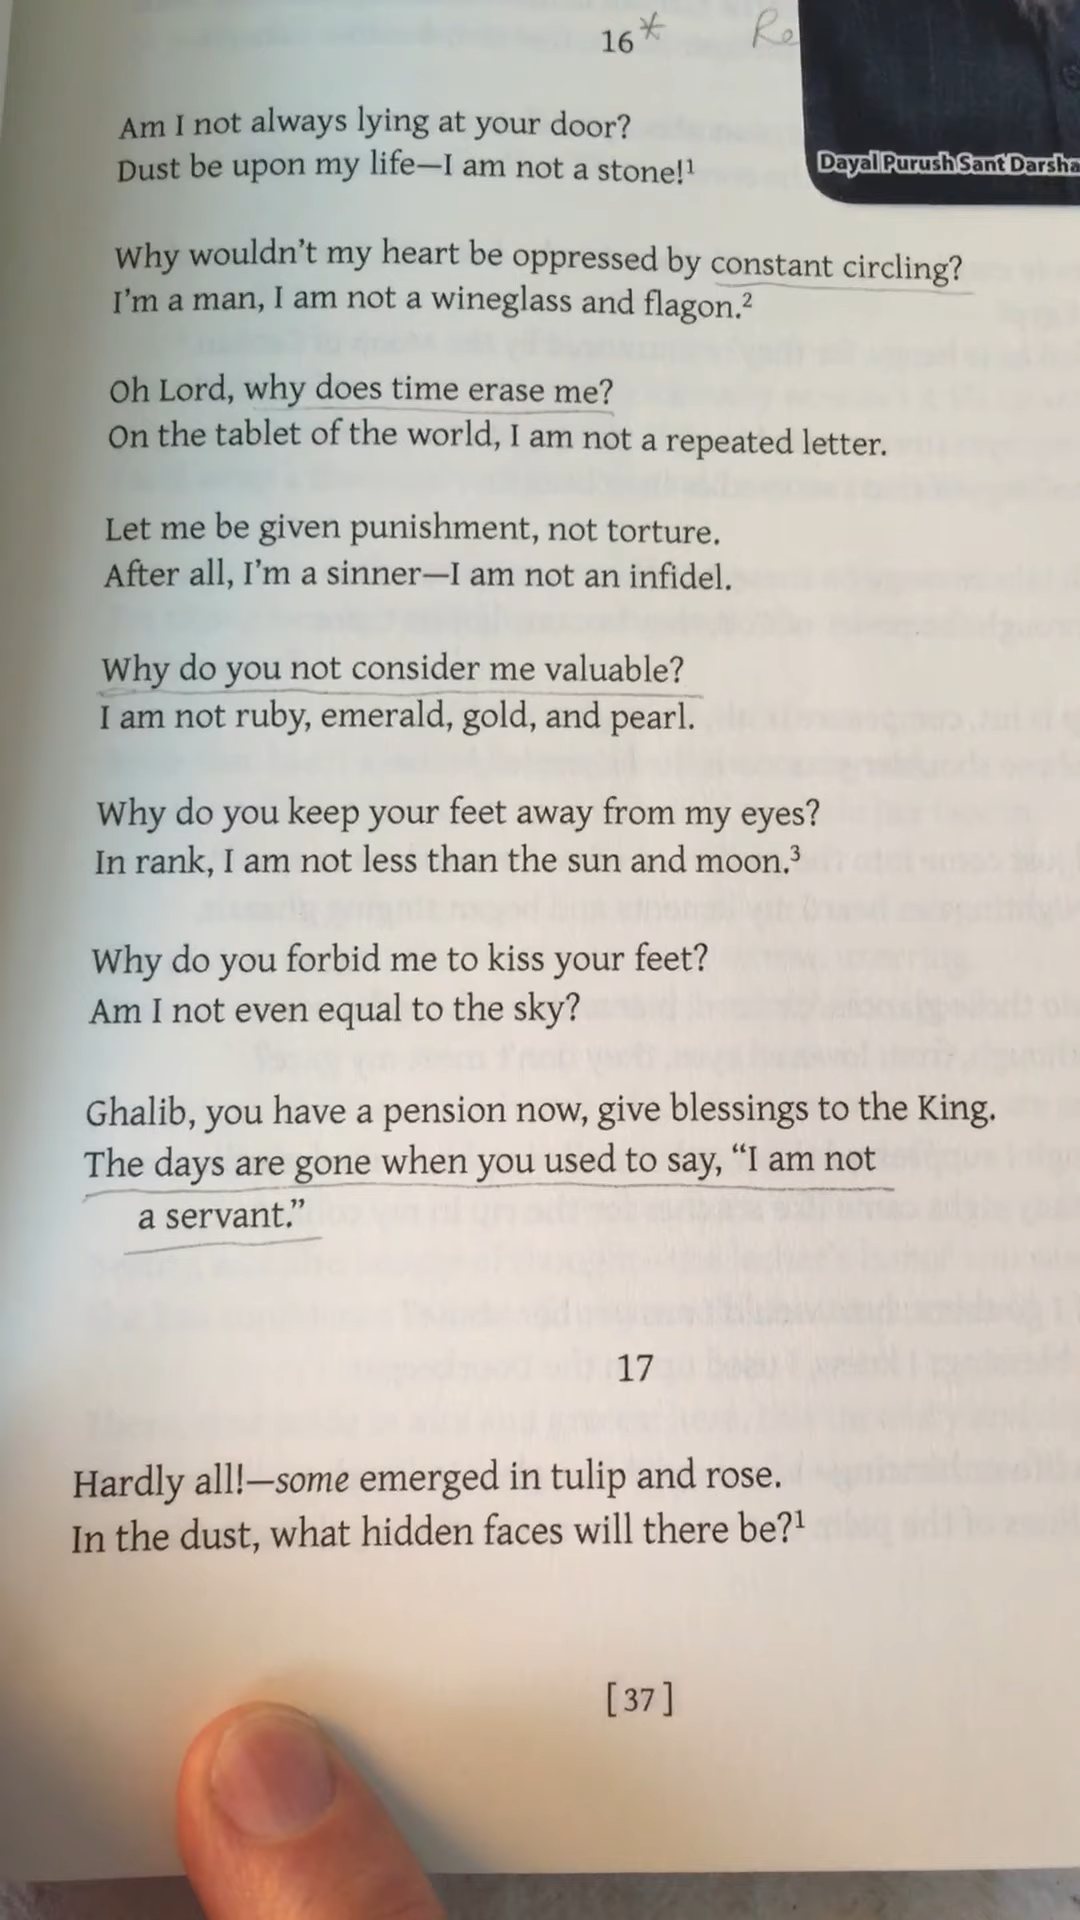 16*
Re
Dayal Purush Sant Darsha
Am I not always lying at your door?
Dust be upon my life—I am not a stone!¹
Why wouldn't my heart be oppressed by constant circling?
I'm a man, I am not a wineglass and flagon.²
Oh Lord, why does time erase me?
On the tablet of the world, I am not a repeated letter.
Let me be given punishment, not torture.
After all, I'm a sinner—I am not an infidel.
Why do you not consider me valuable?
I am not ruby, emerald, gold, and pearl.
Why do you keep your feet away from my eyes?
In rank, I am not less than the sun and moon.³
Why do you forbid me to kiss your feet?
Am I not even equal to the sky?
Ghalib, you have a pension now, give blessings to the King.
The days are gone when you used to say, “I am not
a servant.”
17
Hardly all!—some emerged in tulip and rose.
In the dust, what hidden faces will there be?¹
[37]